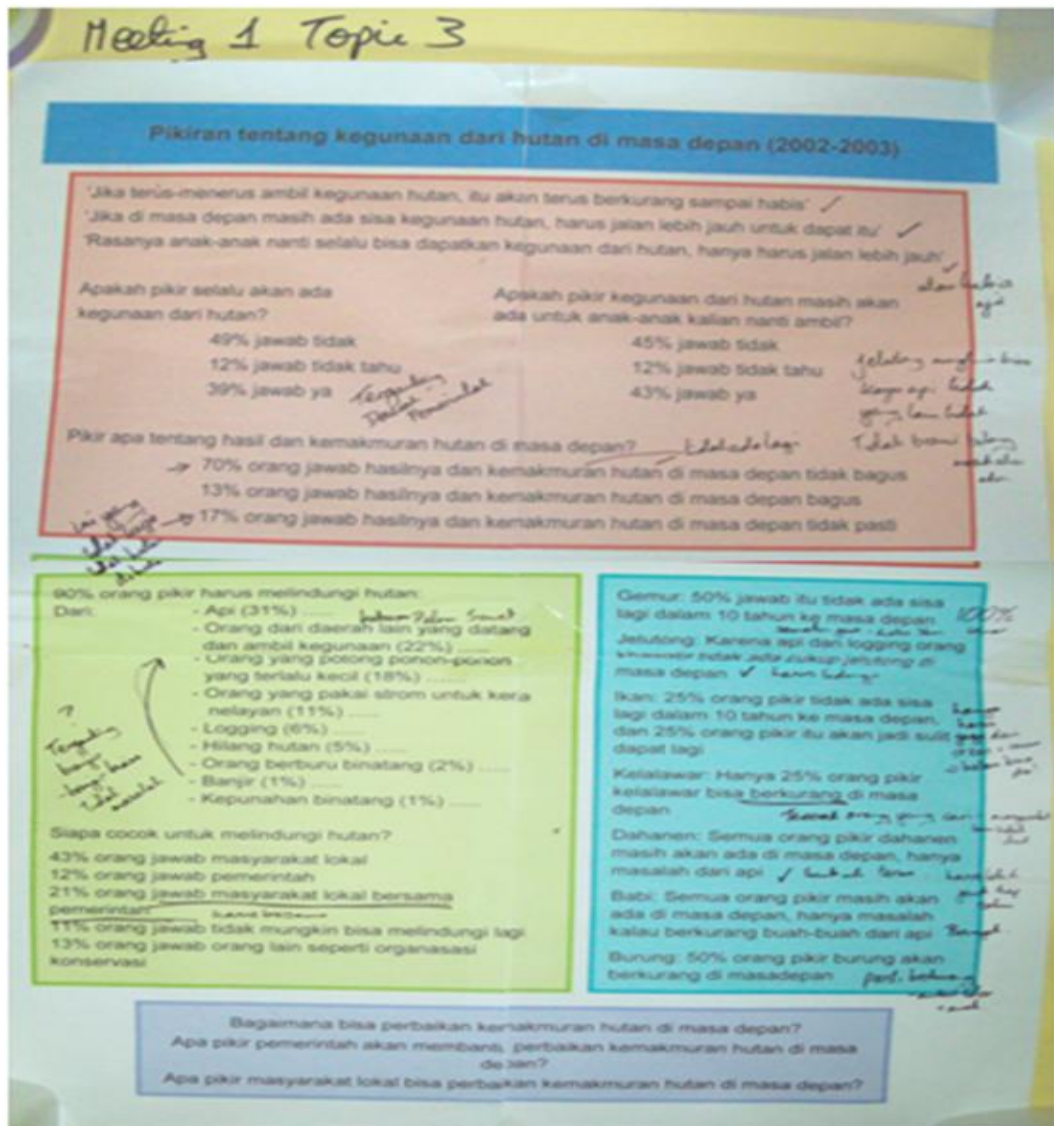 Meeting 1 Topic 3
Pikiran tentang kegunaan dari hutan di masa depan (2002-2003)
'Jika terus-menerus ambil kegunaan hutan, itu akan terus berkurang sampai habis' ✓
'Jika di masa depan masih ada sisa kegunaan hutan, harus jalan lebih jauh untuk dapat itu' ✓
'Rasanya anak-anak nanti selalu bisa dapatkan kegunaan dari hutan, hanya harus jalan lebih jauh' ✓
Apakah pikir selalu akan ada
kegunaan dari hutan?
49% jawab tidak
12% jawab tidak tahu
39% jawab ya
Tergantung
Pemerintah
Apakah pikir kegunaan dari hutan masih akan
ada untuk anak-anak kalian nanti ambil?
45% jawab tidak
12% jawab tidak tahu
43% jawab ya
Pikir apa tentang hasil dan kemakmuran hutan di masa depan?
70% orang jawab hasilnya dan kemakmuran hutan di masa depan tidak bagus
13% orang jawab hasilnya dan kemakmuran hutan di masa depan bagus
17% orang jawab hasilnya dan kemakmuran hutan di masa depan tidak pasti
90% orang pikir harus melindungi hutan:
Dari:
- Api (31%) ......
- Orang dari daerah lain yang datang
dan ambil kegunaan (22%) ......
- Orang yang potong pohon-pohon
yang terlalu kecil (18%) ......
- Orang yang pakai strom untuk kerja
nelayan (11%) ......
- Logging (6%) ......
- Hilang hutan (5%) ......
- Orang berburu binatang (2%) ......
- Banjir (1%) ......
- Kepunahan binatang (1%) ......
?
Tergantung
Siapa cocok untuk melindungi hutan?
43% orang jawab masyarakat lokal
12% orang jawab pemerintah
21% orang jawab masyarakat lokal bersama
pemerintah
11% orang jawab tidak mungkin bisa melindungi lagi
13% orang jawab orang lain seperti organasasi
konservasi
Gemur: 50% jawab itu tidak ada sisa
lagi dalam 10 tahun ke masa depan 100%
Jelutong: Karena api dan logging orang
khawatir tidak ada cukup jelutong di
masa depan ✓
Ikan: 25% orang pikir tidak ada sisa
lagi dalam 10 tahun ke masa depan,
dan 25% orang pikir itu akan jadi sulit
dapat lagi
Kelalawar: Hanya 25% orang pikir
kelalawar bisa berkurang di masa
depan
Dahanen: Semua orang pikir dahanen
masih akan ada di masa depan, hanya
masalah dari api ✓
Babi: Semua orang pikir masih akan
ada di masa depan, hanya masalah
kalau berkurang buah-buah dari api
Burung: 50% orang pikir burung akan
berkurang di masadepan
Bagaimana bisa perbaikan kemakmuran hutan di masa depan?
Apa pikir pemerintah akan membantu perbaikan kemakmuran hutan di masa
depan?
Apa pikir masyarakat lokal bisa perbaikan kemakmuran hutan di masa depan?